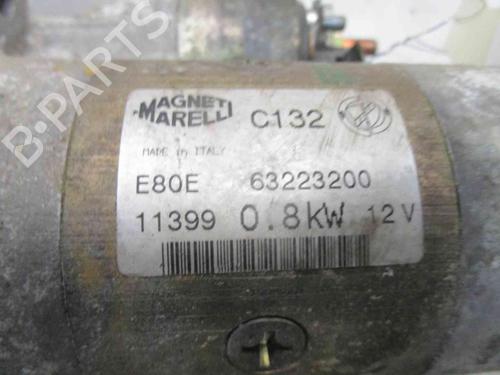 B-Parts
MAGNETI
MARELLI
C132
MADE in ITALY
E80E 63223200
11399 0.8KW 12V